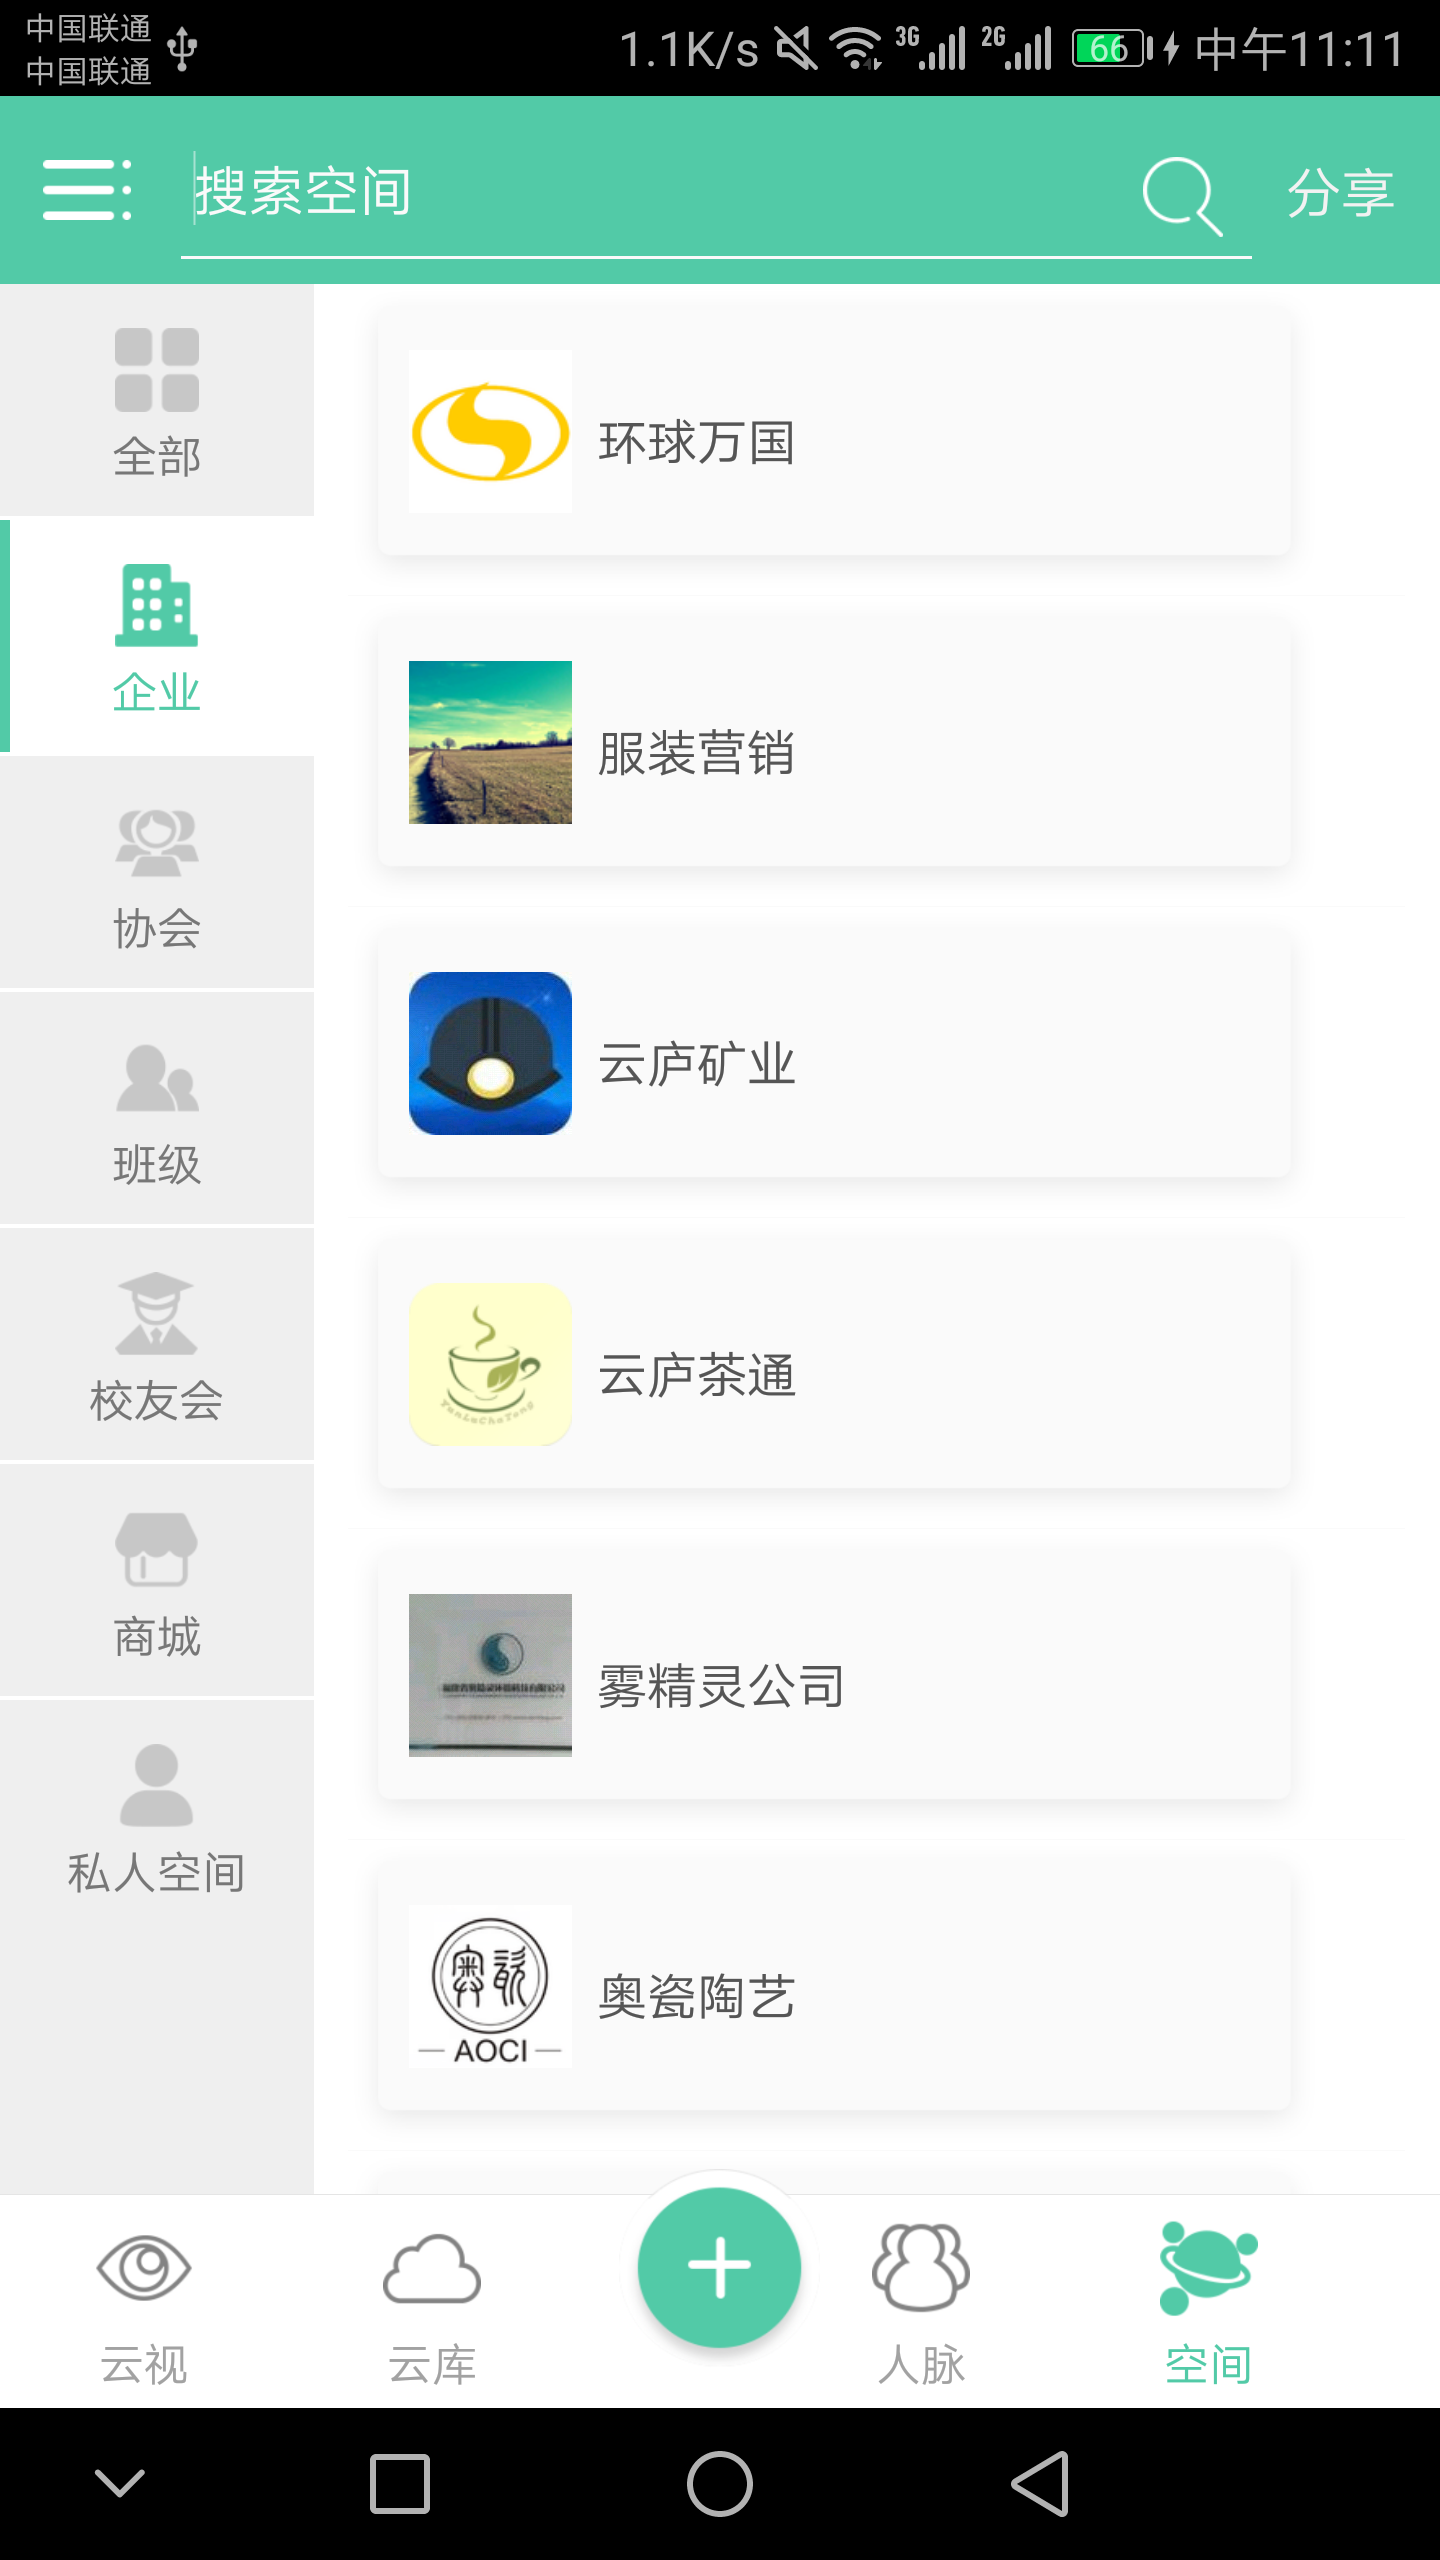 中国联通
中国联通
1.1K/s
3G
2G
66
中午11:11
搜索空间
分享
全部
企业
协会
班级
校友会
商城
私人空间
环球万国
服装营销
云庐矿业
云庐茶通
YunLuChaTong
雾精灵公司
奥瓷陶艺
AOCI
云视
云库
人脉
空间